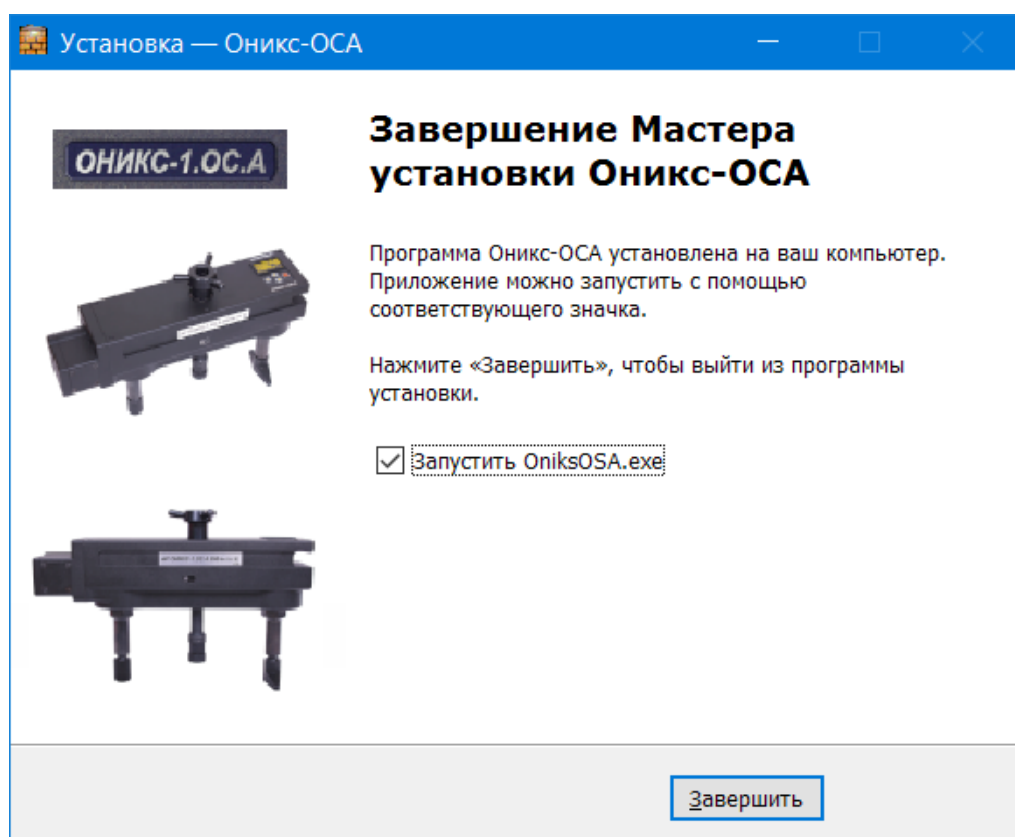 Установка — Оникс-ОСА
ОНИКС-1.ОС.А
Завершение Мастера
установки Оникс-ОСА
Программа Оникс-ОСА установлена на ваш компьютер.
Приложение можно запустить с помощью
соответствующего значка.
Нажмите «Завершить», чтобы выйти из программы
установки.
Запустить OniksOSA.exe
Завершить